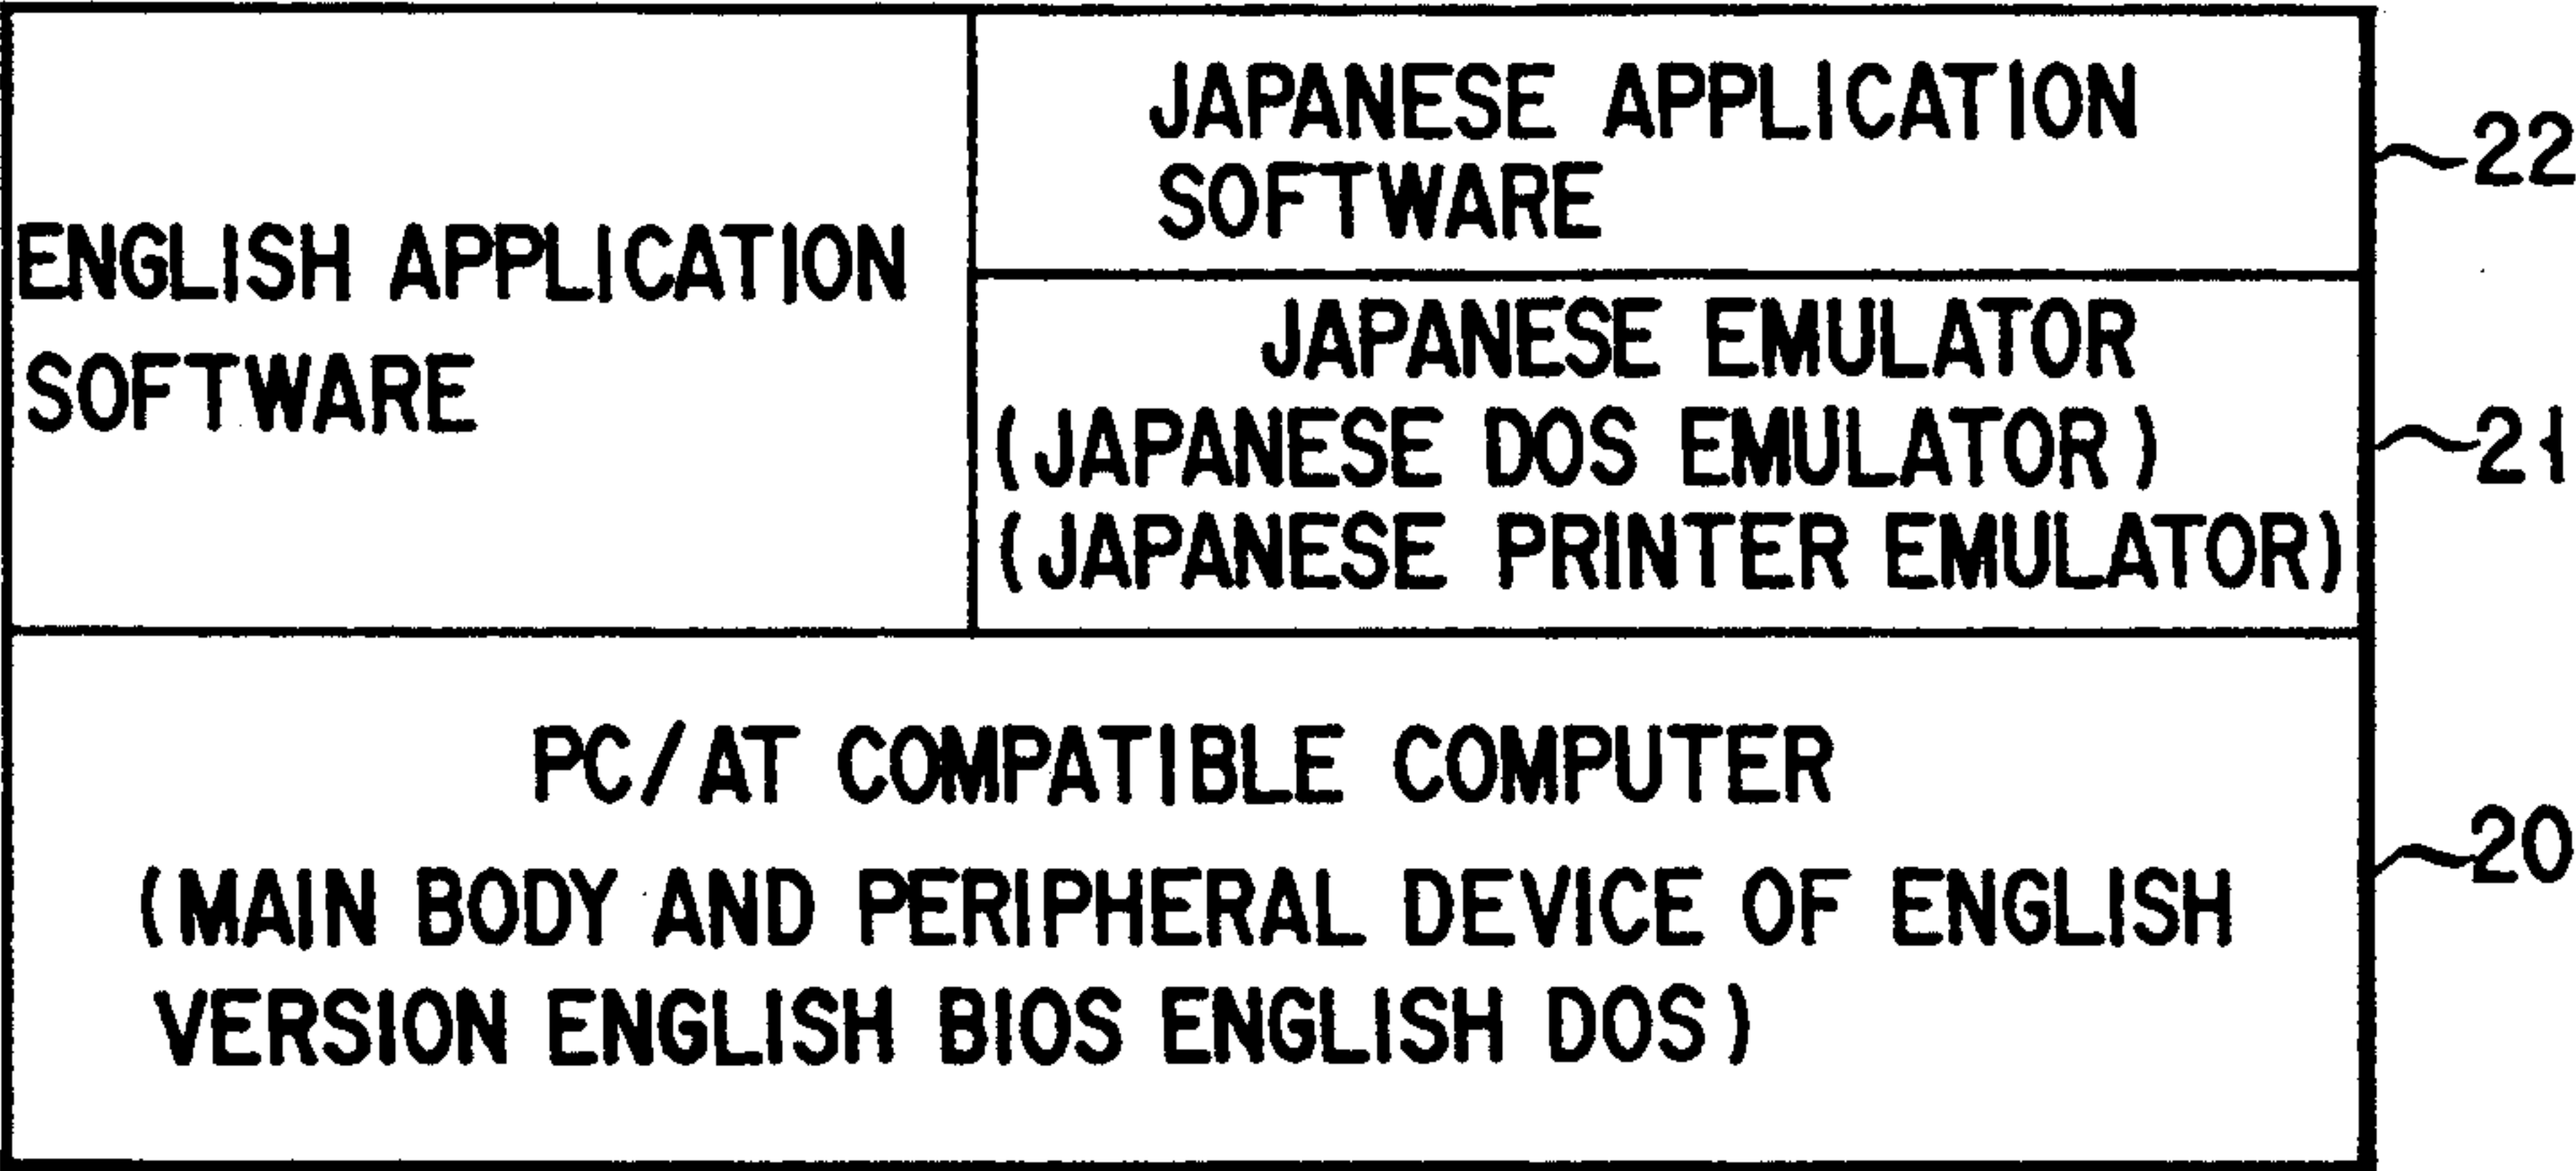 ENGLISH APPLICATION
SOFTWARE
JAPANESE APPLICATION
SOFTWARE
22
JAPANESE EMULATOR
(JAPANESE DOS EMULATOR)
(JAPANESE PRINTER EMULATOR)
21
PC/AT COMPATIBLE COMPUTER
(MAIN BODY AND PERIPHERAL DEVICE OF ENGLISH
VERSION ENGLISH BIOS ENGLISH DOS)
20